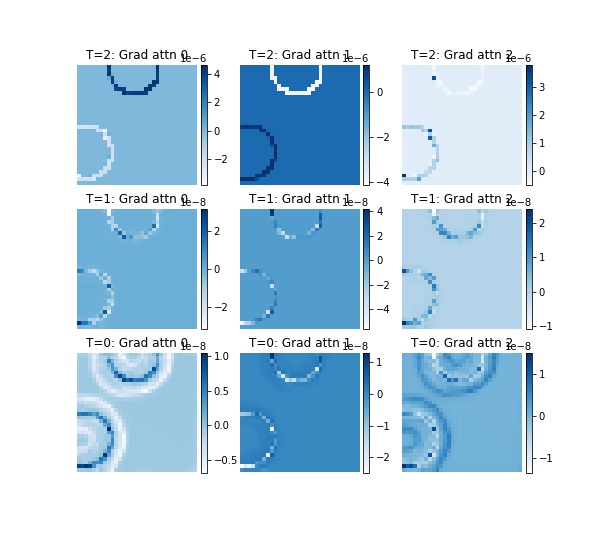 T=2: Grad attn 0
1e−6
T=2: Grad attn 1
1e−6
T=2: Grad attn 2
1e−6
4
2
0
−2
0
−2
−4
3
2
1
0
T=1: Grad attn 0
1e−8
T=1: Grad attn 1
1e−8
T=1: Grad attn 2
1e−8
2
0
−2
4
2
0
−2
−4
2
1
0
−1
T=0: Grad attn 0
1e−8
T=0: Grad attn 1
1e−8
T=0: Grad attn 2
1e−8
1.0
0.5
0.0
−0.5
1
0
−1
−2
1
0
−1